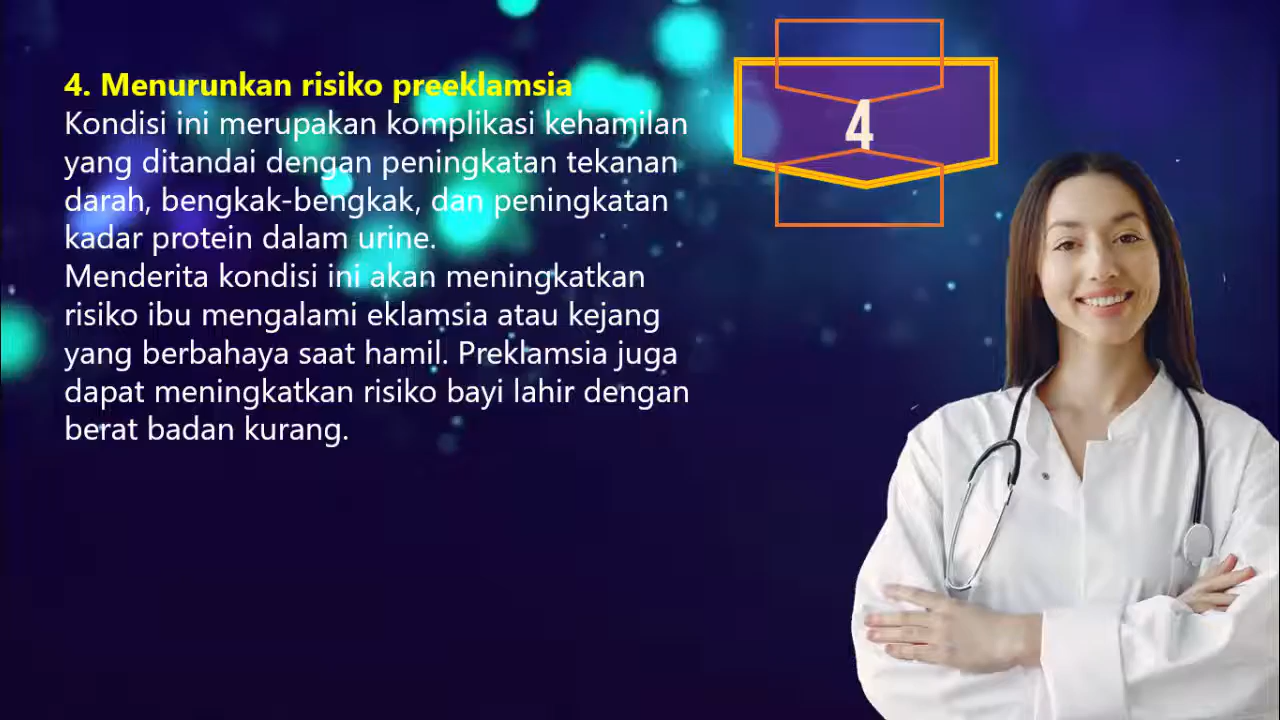 4. Menurunkan risiko preeklamsia
Kondisi ini merupakan komplikasi kehamilan
yang ditandai dengan peningkatan tekanan
darah, bengkak-bengkak, dan peningkatan
kadar protein dalam urine.
Menderita kondisi ini akan meningkatkan
risiko ibu mengalami eklamsia atau kejang
yang berbahaya saat hamil. Preklamsia juga
dapat meningkatkan risiko bayi lahir dengan
berat badan kurang.
4